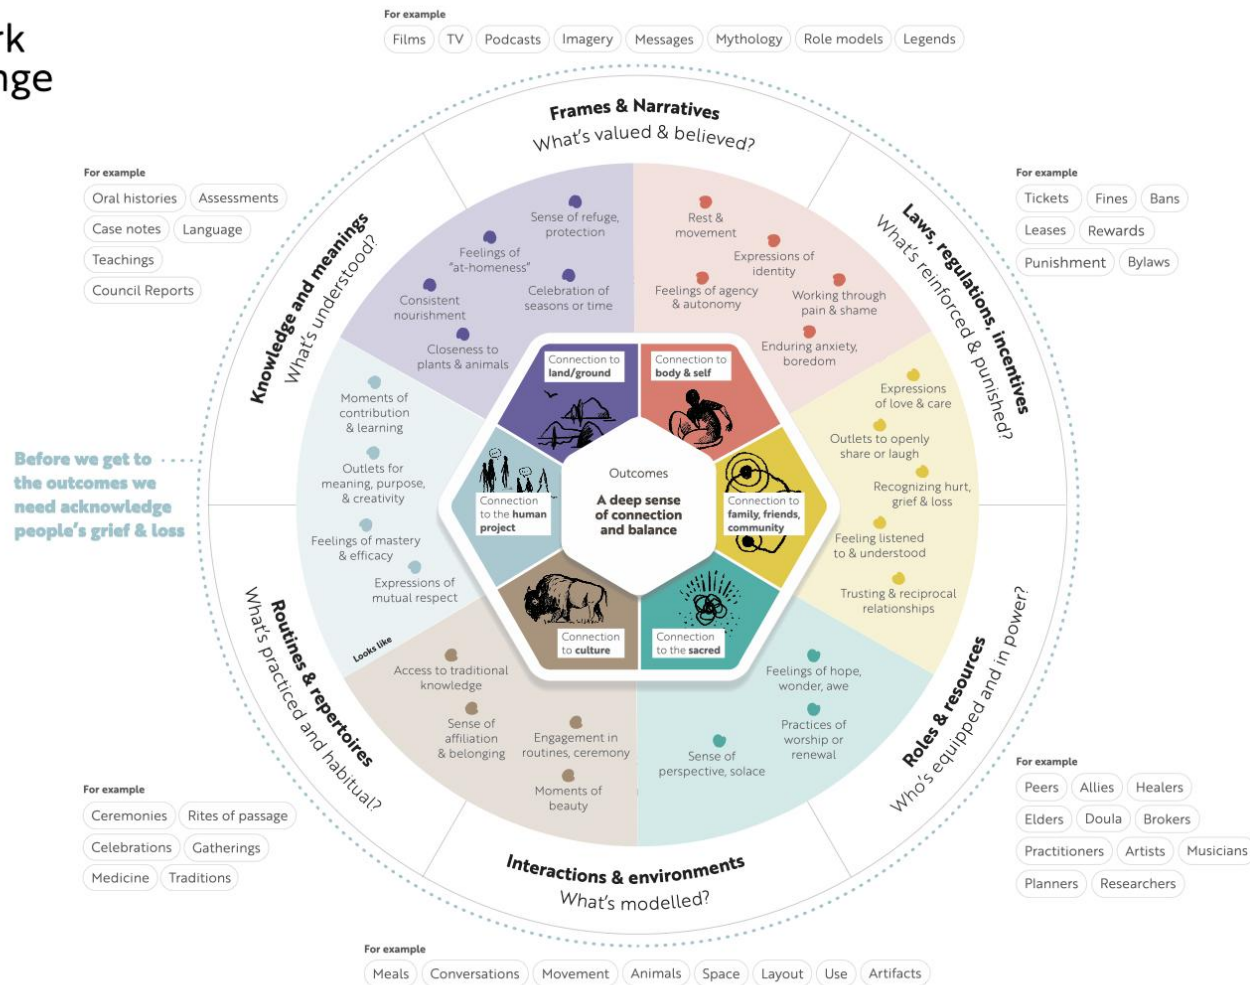 rk
nge
For example
Films TV Podcasts Imagery Messages Mythology Role models Legends
Frames & Narratives
What's valued & believed?
For example
Oral histories Assessments
Case notes Language
Teachings
Council Reports
Knowledge and meanings
What's understood?
For example
Tickets Fines Bans
Leases Rewards
Punishment Bylaws
Laws, regulations, incentives
What's reinforced & punished?
Sense of refuge,
protection
Feelings of
"at-homeness"
Consistent
nourishment
Celebration of
seasons or time
Closeness to
plants & animals
Rest &
movement
Expressions of
identity
Feelings of agency
& autonomy
Working through
pain & shame
Enduring anxiety,
boredom
Connection to
land/ground
Connection to
body & self
Moments of
contribution
& learning
Outlets for
meaning, purpose,
& creativity
Feelings of mastery
& efficacy
Expressions of
mutual respect
Looks like
Connection
to the human
project
Outcomes
A deep sense
of connection
and balance
Connection to
family, friends,
community
Expressions
of love & care
Outlets to openly
share or laugh
Recognizing hurt,
grief & loss
Feeling listened
to & understood
Trusting & reciprocal
relationships
Before we get to
the outcomes we
need acknowledge
people's grief & loss
Connection
to culture
Connection
to the sacred
Access to traditional
knowledge
Sense of
affiliation
& belonging
Engagement in
routines, ceremony
Moments of
beauty
Feelings of hope,
wonder, awe
Practices of
worship or
renewal
Sense of
perspective, solace
Routines & repertoires
What's practiced and habitual?
Roles & resources
Who's equipped and in power?
For example
Ceremonies Rites of passage
Celebrations Gatherings
Medicine Traditions
For example
Peers Allies Healers
Elders Doula Brokers
Practitioners Artists Musicians
Planners Researchers
Interactions & environments
What's modelled?
For example
Meals Conversations Movement Animals Space Layout Use Artifacts